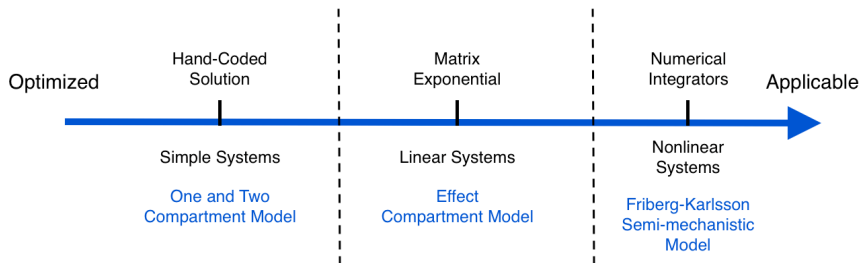 Optimized
Hand-Coded
Solution
Matrix
Exponential
Numerical
Integrators
Applicable
Simple Systems
Linear Systems
Nonlinear
Systems
One and Two
Compartment Model
Effect
Compartment Model
Friberg-Karlsson
Semi-mechanistic
Model